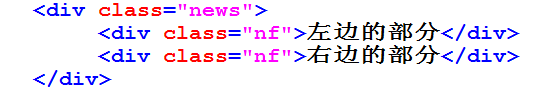 <div class="news">
<div class="nf">左边的部分</div>
<div class="nf">右边的部分</div>
</div>